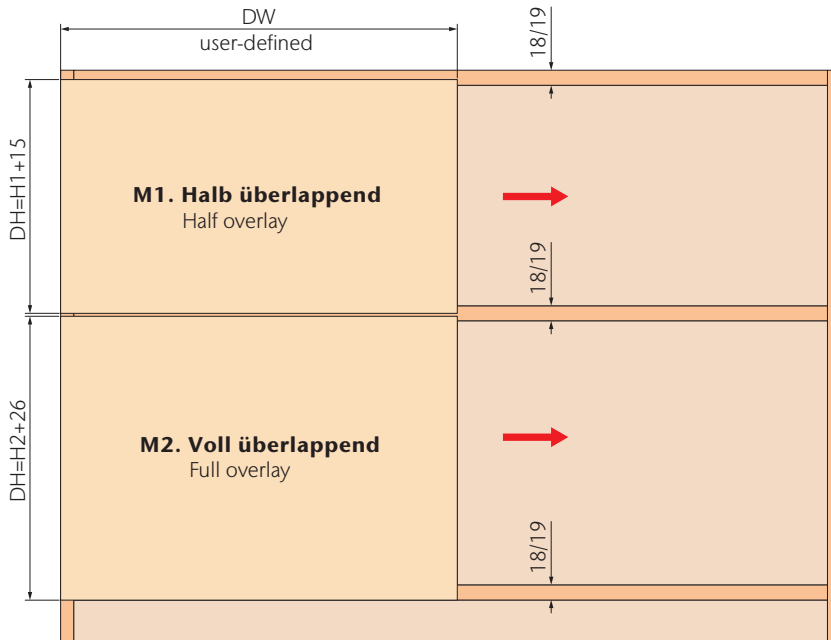 DW
user-defined
18/19
DH=H1+15
M1. Halb überlappend
Half overlay
18/19
DH=H2+26
M2. Voll überlappend
Full overlay
18/19